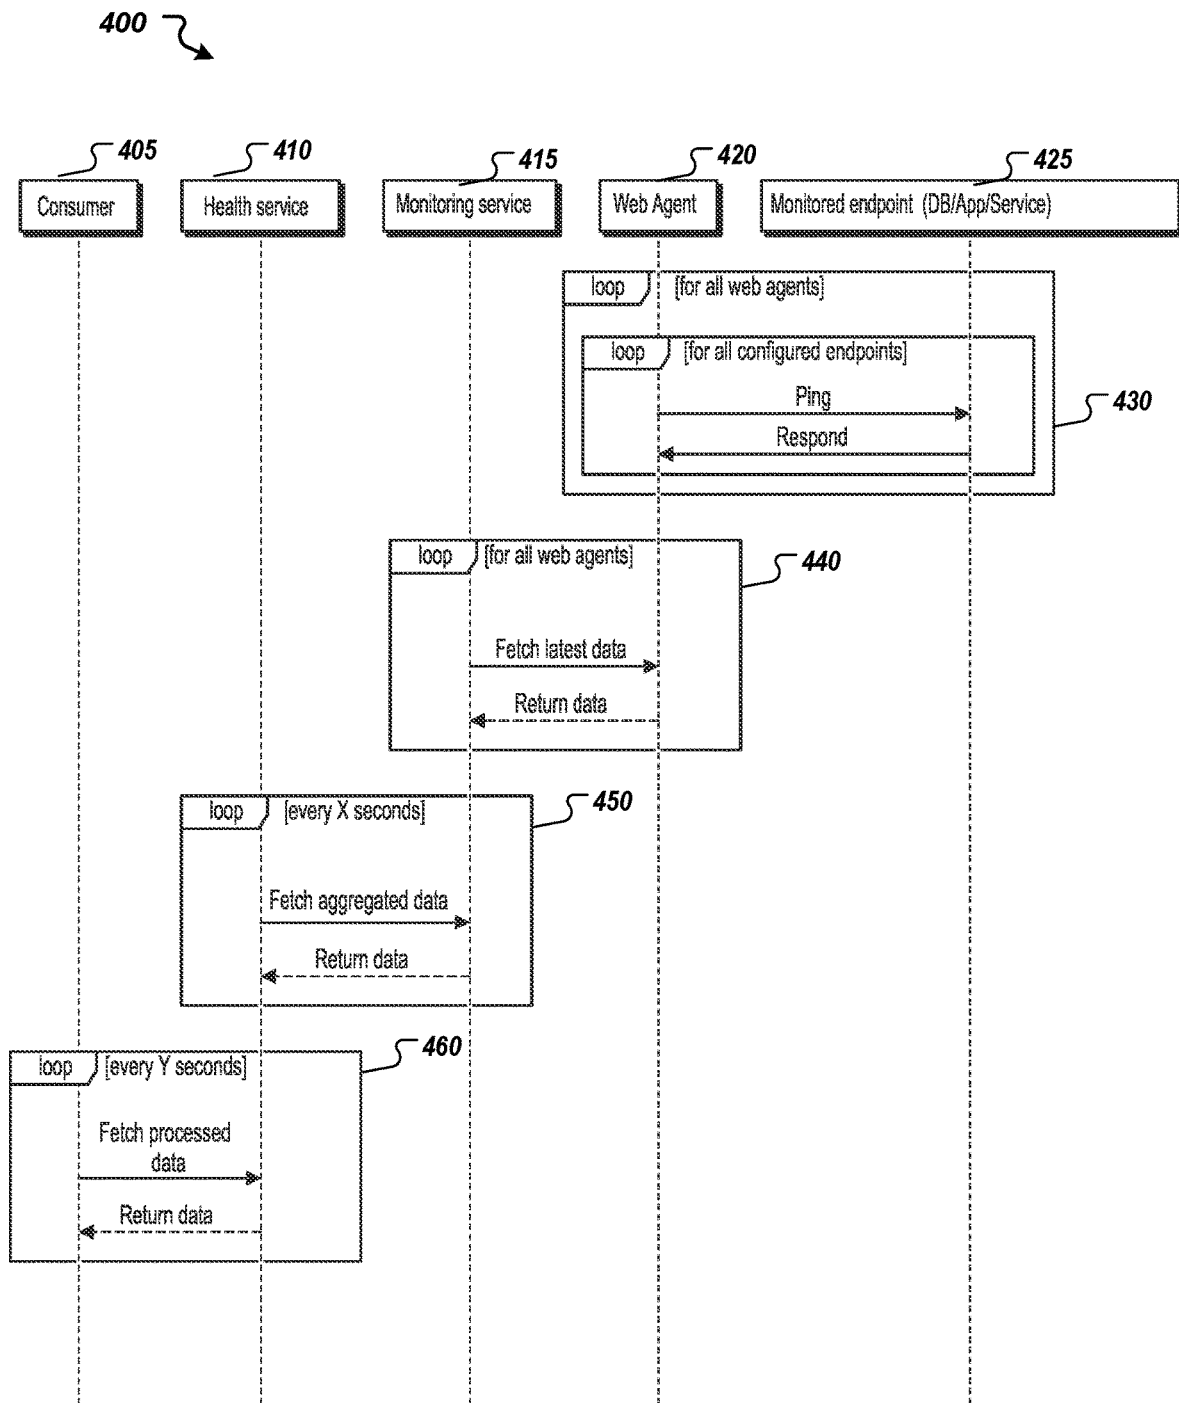 400
405
410
415
420
425
Consumer
Health service
Monitoring service
Web Agent
Monitored endpoint (DB/App/Service)
loop
[for all web agents]
loop
[for all configured endpoints]
Ping
430
Respond
loop
[for all web agents]
440
Fetch latest data
Return data
loop
[every X seconds]
450
Fetch aggregated data
Return data
loop
[every Y seconds]
460
Fetch processed
data
Return data